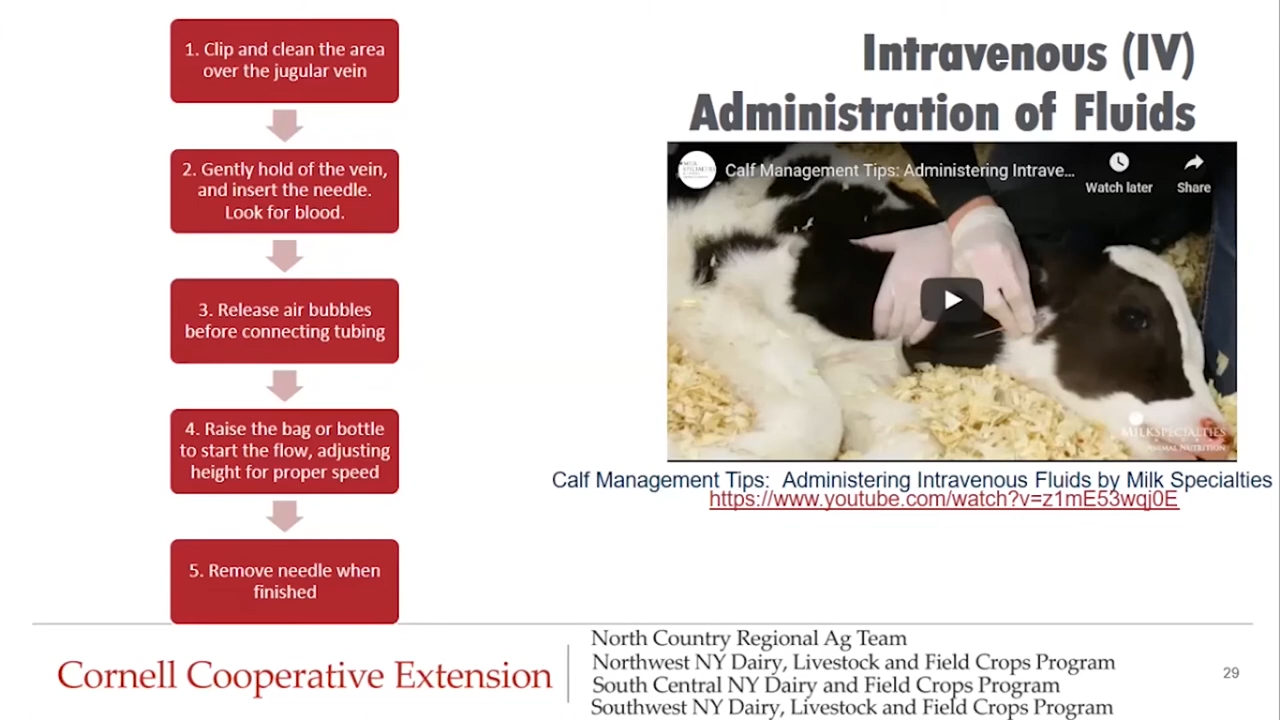 1. Clip and clean the area
over the jugular vein
2. Gently hold of the vein,
and insert the needle.
Look for blood.
3. Release air bubbles
before connecting tubing
4. Raise the bag or bottle
to start the flow, adjusting
height for proper speed
5. Remove needle when
finished
Intravenous (IV)
Administration of Fluids
Calf Management Tips: Administering Intrave...
Watch later
Share
MILK SPECIALTIES
ANIMAL NUTRITION
Calf Management Tips: Administering Intravenous Fluids by Milk Specialties
https://www.youtube.com/watch?v=z1mE53wqj0E
Cornell Cooperative Extension
North Country Regional Ag Team
Northwest NY Dairy, Livestock and Field Crops Program
South Central NY Dairy and Field Crops Program
Southwest NY Dairy, Livestock and Field Crops Program
29